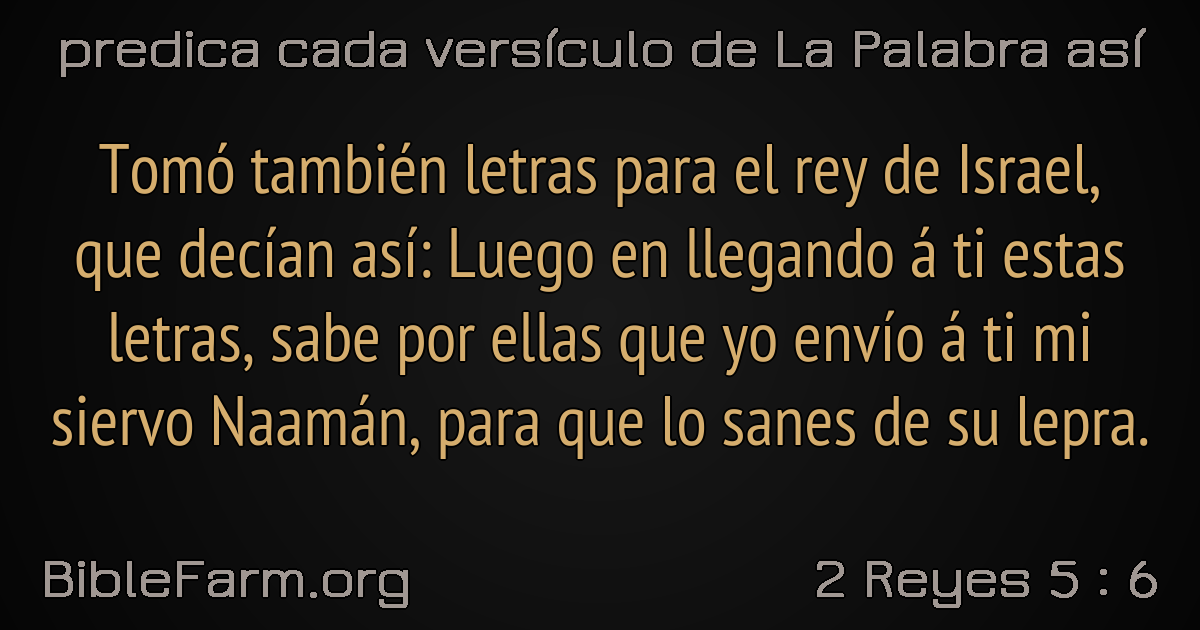 predica cada versículo de La Palabra así
Tomó también letras para el rey de Israel,
que decían así: Luego en llegando á ti estas
letras, sabe por ellas que yo envío á ti mi
siervo Naamán, para que lo sanes de su lepra.
BibleFarm.org
2 Reyes 5 : 6